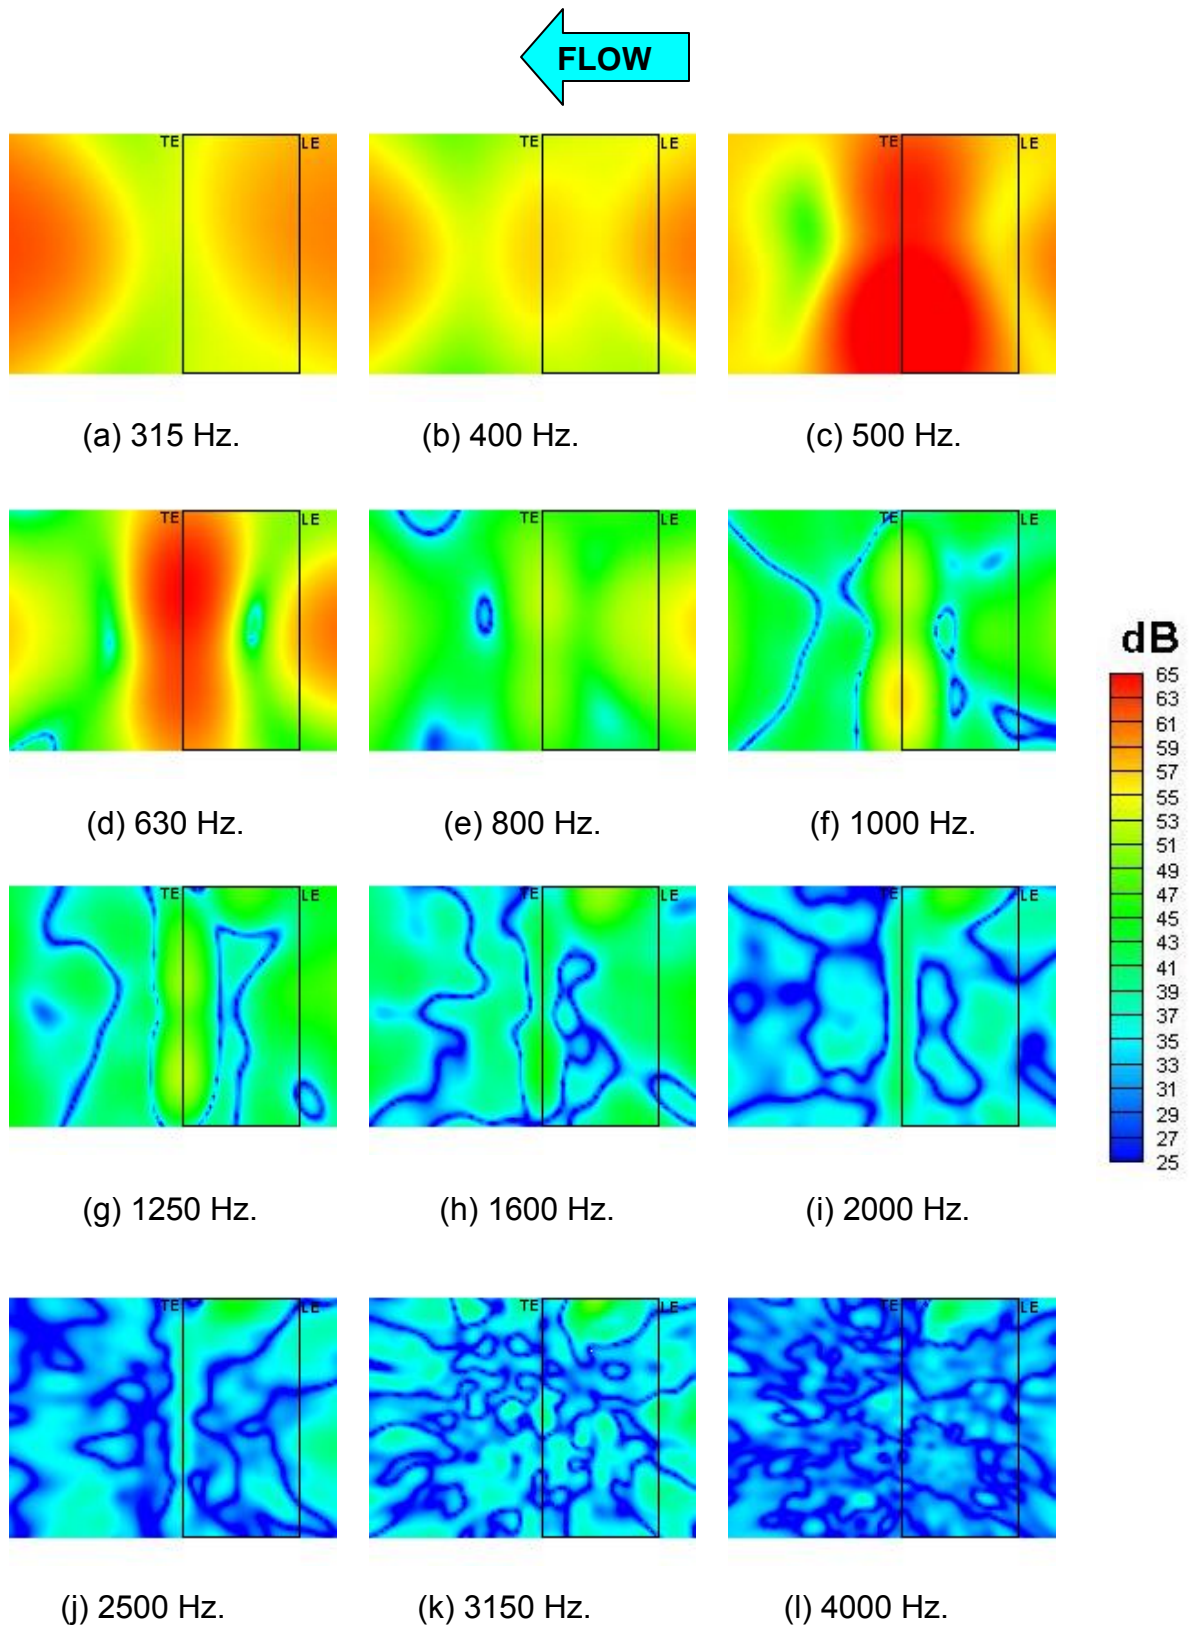 FLOW
TE LE TE LE TE LE
(a) 315 Hz. (b) 400 Hz. (c) 500 Hz.
TE LE TE LE TE LE
(d) 630 Hz. (e) 800 Hz. (f) 1000 Hz.
TE LE TE LE TE LE
(g) 1250 Hz. (h) 1600 Hz. (i) 2000 Hz.
TE LE TE LE TE LE
(j) 2500 Hz. (k) 3150 Hz. (l) 4000 Hz.
dB
65
63
61
59
57
55
53
51
49
47
45
43
41
39
37
35
33
31
29
27
25